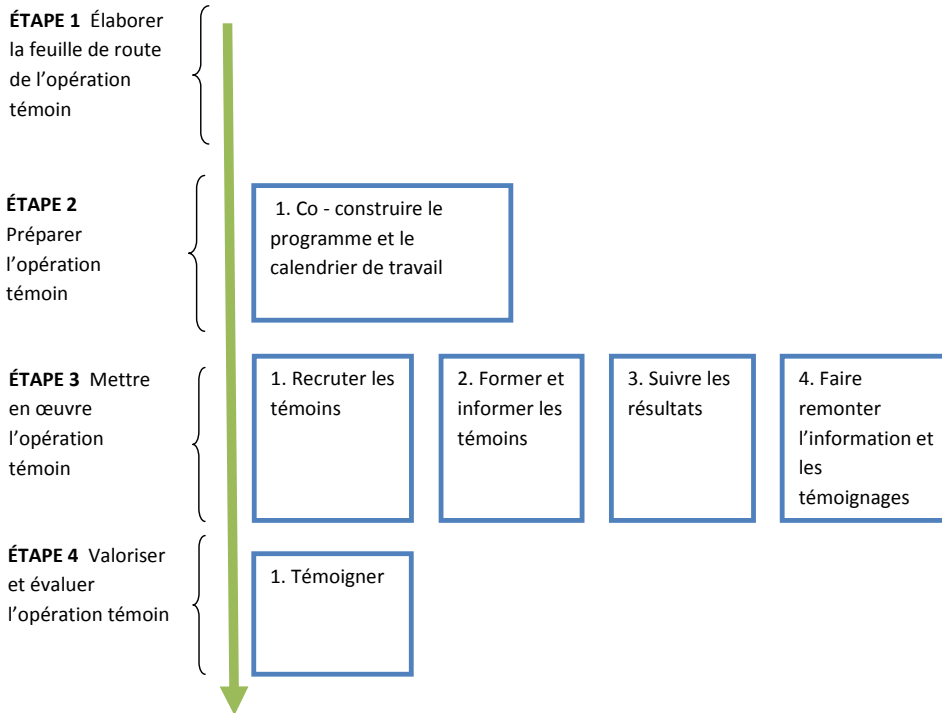 ÉTAPE 1 Élaborer
la feuille de route
de l'opération
témoin
ÉTAPE 2
Préparer
l'opération
témoin
1. Co - construire le
programme et le
calendrier de travail
ÉTAPE 3 Mettre
en œuvre
l'opération
témoin
1. Recruter les
témoins
2. Former et
informer les
témoins
3. Suivre les
résultats
4. Faire
remonter
l'information et
les
témoignages
ÉTAPE 4 Valoriser
et évaluer
l'opération témoin
1. Témoigner